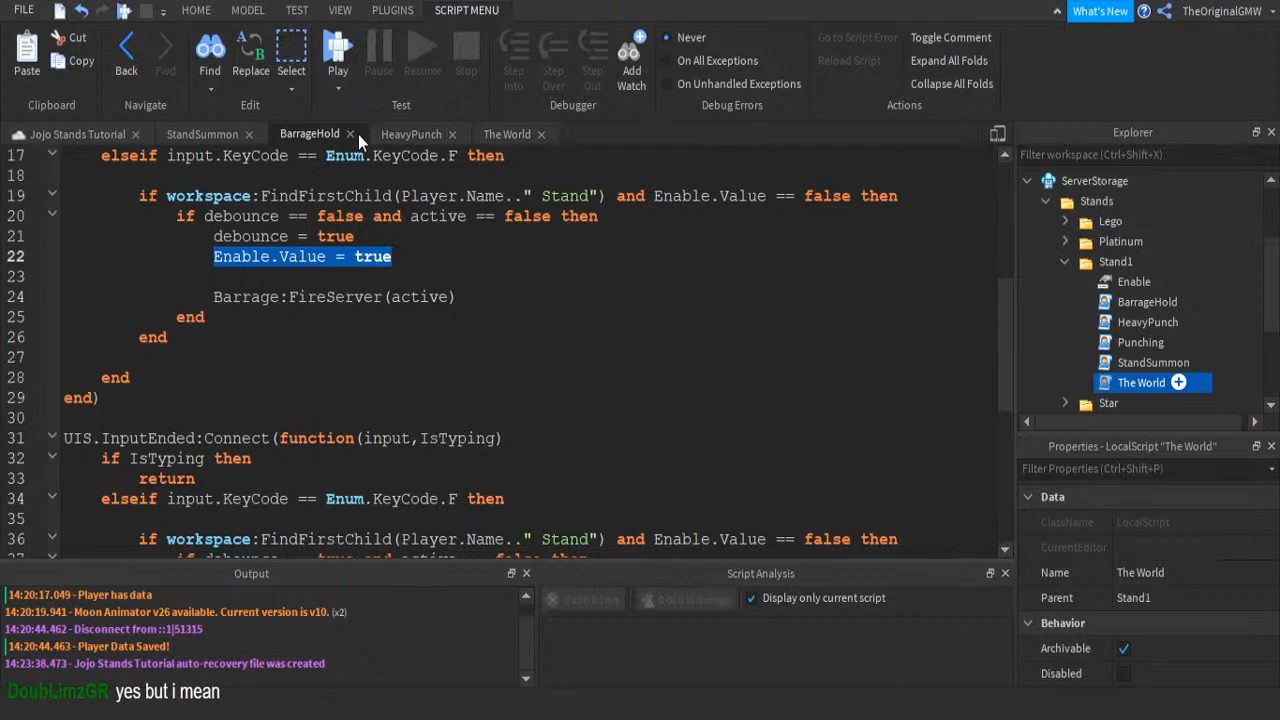 FILE HOME MODEL TEST VIEW PLUGINS SCRIPT MENU What's New TheOriginalGMW
Paste Cut Copy Back Fwd Find Replace Select Play Pause Resume Stop Step Into Step Over Step Out Add Watch Never On All Exceptions On Unhandled Exceptions Go to Script Error Reload Script Toggle Comment Expand All Folds Collapse All Folds
Clipboard Navigate Edit Test Debugger Debug Errors Actions
Jojo Stands Tutorial StandSummon BarrageHold HeavyPunch The World
17 elseif input.KeyCode == Enum.KeyCode.F then
18
19 if workspace:FindFirstChild(Player.Name.." Stand") and Enable.Value == false then
20 if debounce == false and active == false then
21 debounce = true
22 Enable.Value = true
23
24 Barrage:FireServer(active)
25 end
26 end
27
28 end
29 end)
30
31 UIS.InputEnded:Connect(function(input,IsTyping)
32 if IsTyping then
33 return
34 elseif input.KeyCode == Enum.KeyCode.F then
35
36 if workspace:FindFirstChild(Player.Name.." Stand") and Enable.Value == false then
Explorer
Filter workspace (Ctrl+Shift+X)
ServerStorage
Stands
Lego
Platinum
Stand1
Enable
BarrageHold
HeavyPunch
Punching
StandSummon
The World
Star
Properties - LocalScript "The World"
Filter Properties (Ctrl+Shift+P)
Data
ClassName LocalScript
CurrentEditor
Name The World
Parent Stand1
Behavior
Archivable
Disabled
Output
14:20:17.049 - Player has data
14:20:19.941 - Moon Animator v26 available. Current version is v10. (x2)
14:20:44.462 - Disconnect from ::1|51315
14:20:44.463 - Player Data Saved!
14:23:38.473 - Jojo Stands Tutorial auto-recovery file was created
Script Analysis
Display only current script
DoubLimzGR yes but i mean